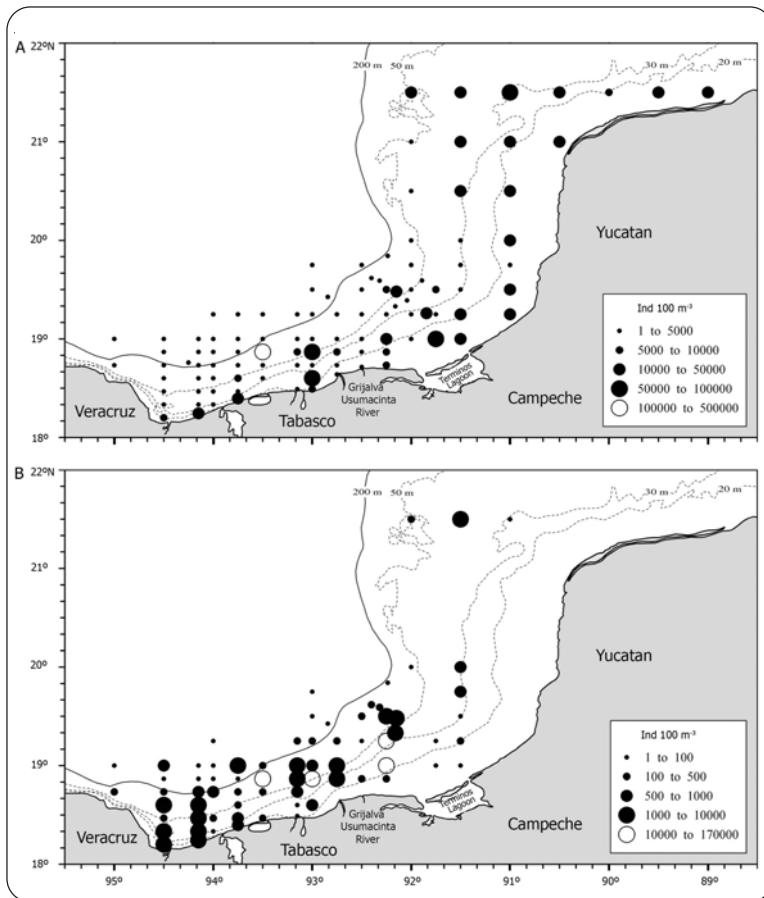 A
22ºN
200 m 50 m
30 m
20 m
21º
Yucatan
20º
Ind 100 m⁻³
1 to 5000
5000 to 10000
10000 to 50000
50000 to 100000
100000 to 500000
19º
Terminos
Lagoon
Grijalva
Usumacinta
River
Veracruz
Tabasco
Campeche
18º
B
22º
200 m 50 m
30 m
20 m
21º
Yucatan
20º
Ind 100 m⁻³
1 to 100
100 to 500
500 to 1000
1000 to 10000
10000 to 170000
19º
Terminos
Lagoon
Grijalva
Usumacinta
River
Veracruz
Tabasco
Campeche
18º
95º 94º 93º 92º 91º 90º 89º